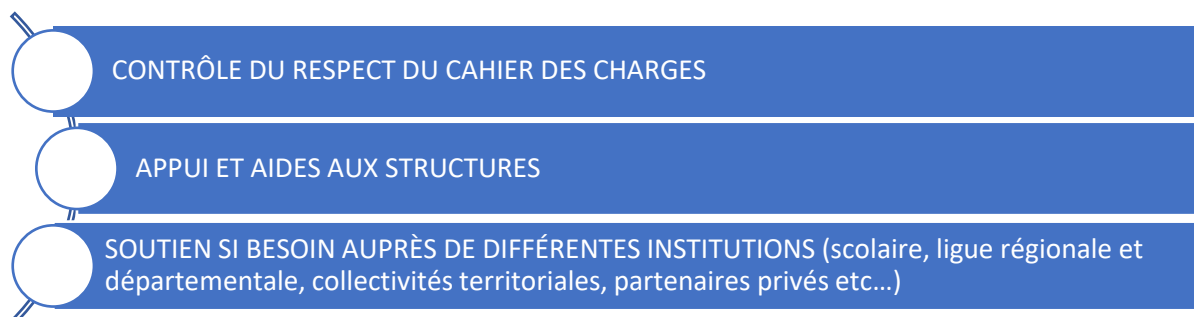 CONTRÔLE DU RESPECT DU CAHIER DES CHARGES
APPUI ET AIDES AUX STRUCTURES
SOUTIEN SI BESOIN AUPRÈS DE DIFFÉRENTES INSTITUTIONS (scolaire, ligue régionale et
départementale, collectivités territoriales, partenaires privés etc…)